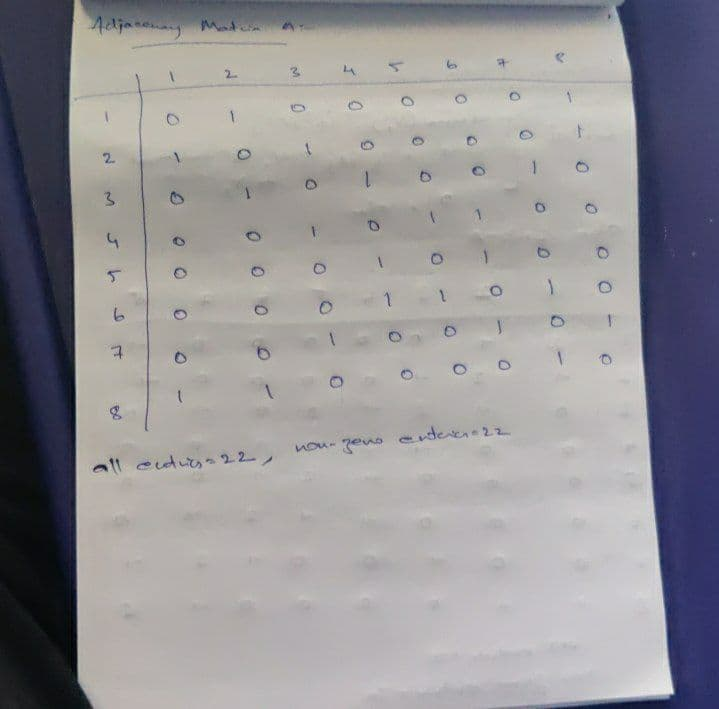 Adjacency Matrix A:-
1 2 3 4 5 6 7 8
1 0 1 0 0 0 0 0 1
2 1 0 1 0 0 0 0 1
3 0 1 0 1 0 0 1 0
4 0 0 1 0 1 1 0 0
5 0 0 0 1 0 1 0 0
6 0 0 0 1 1 0 1 0
7 0 0 1 0 0 1 0 1
8 1 1 0 0 0 0 1 0
all entries=22, non-zero enteries=22